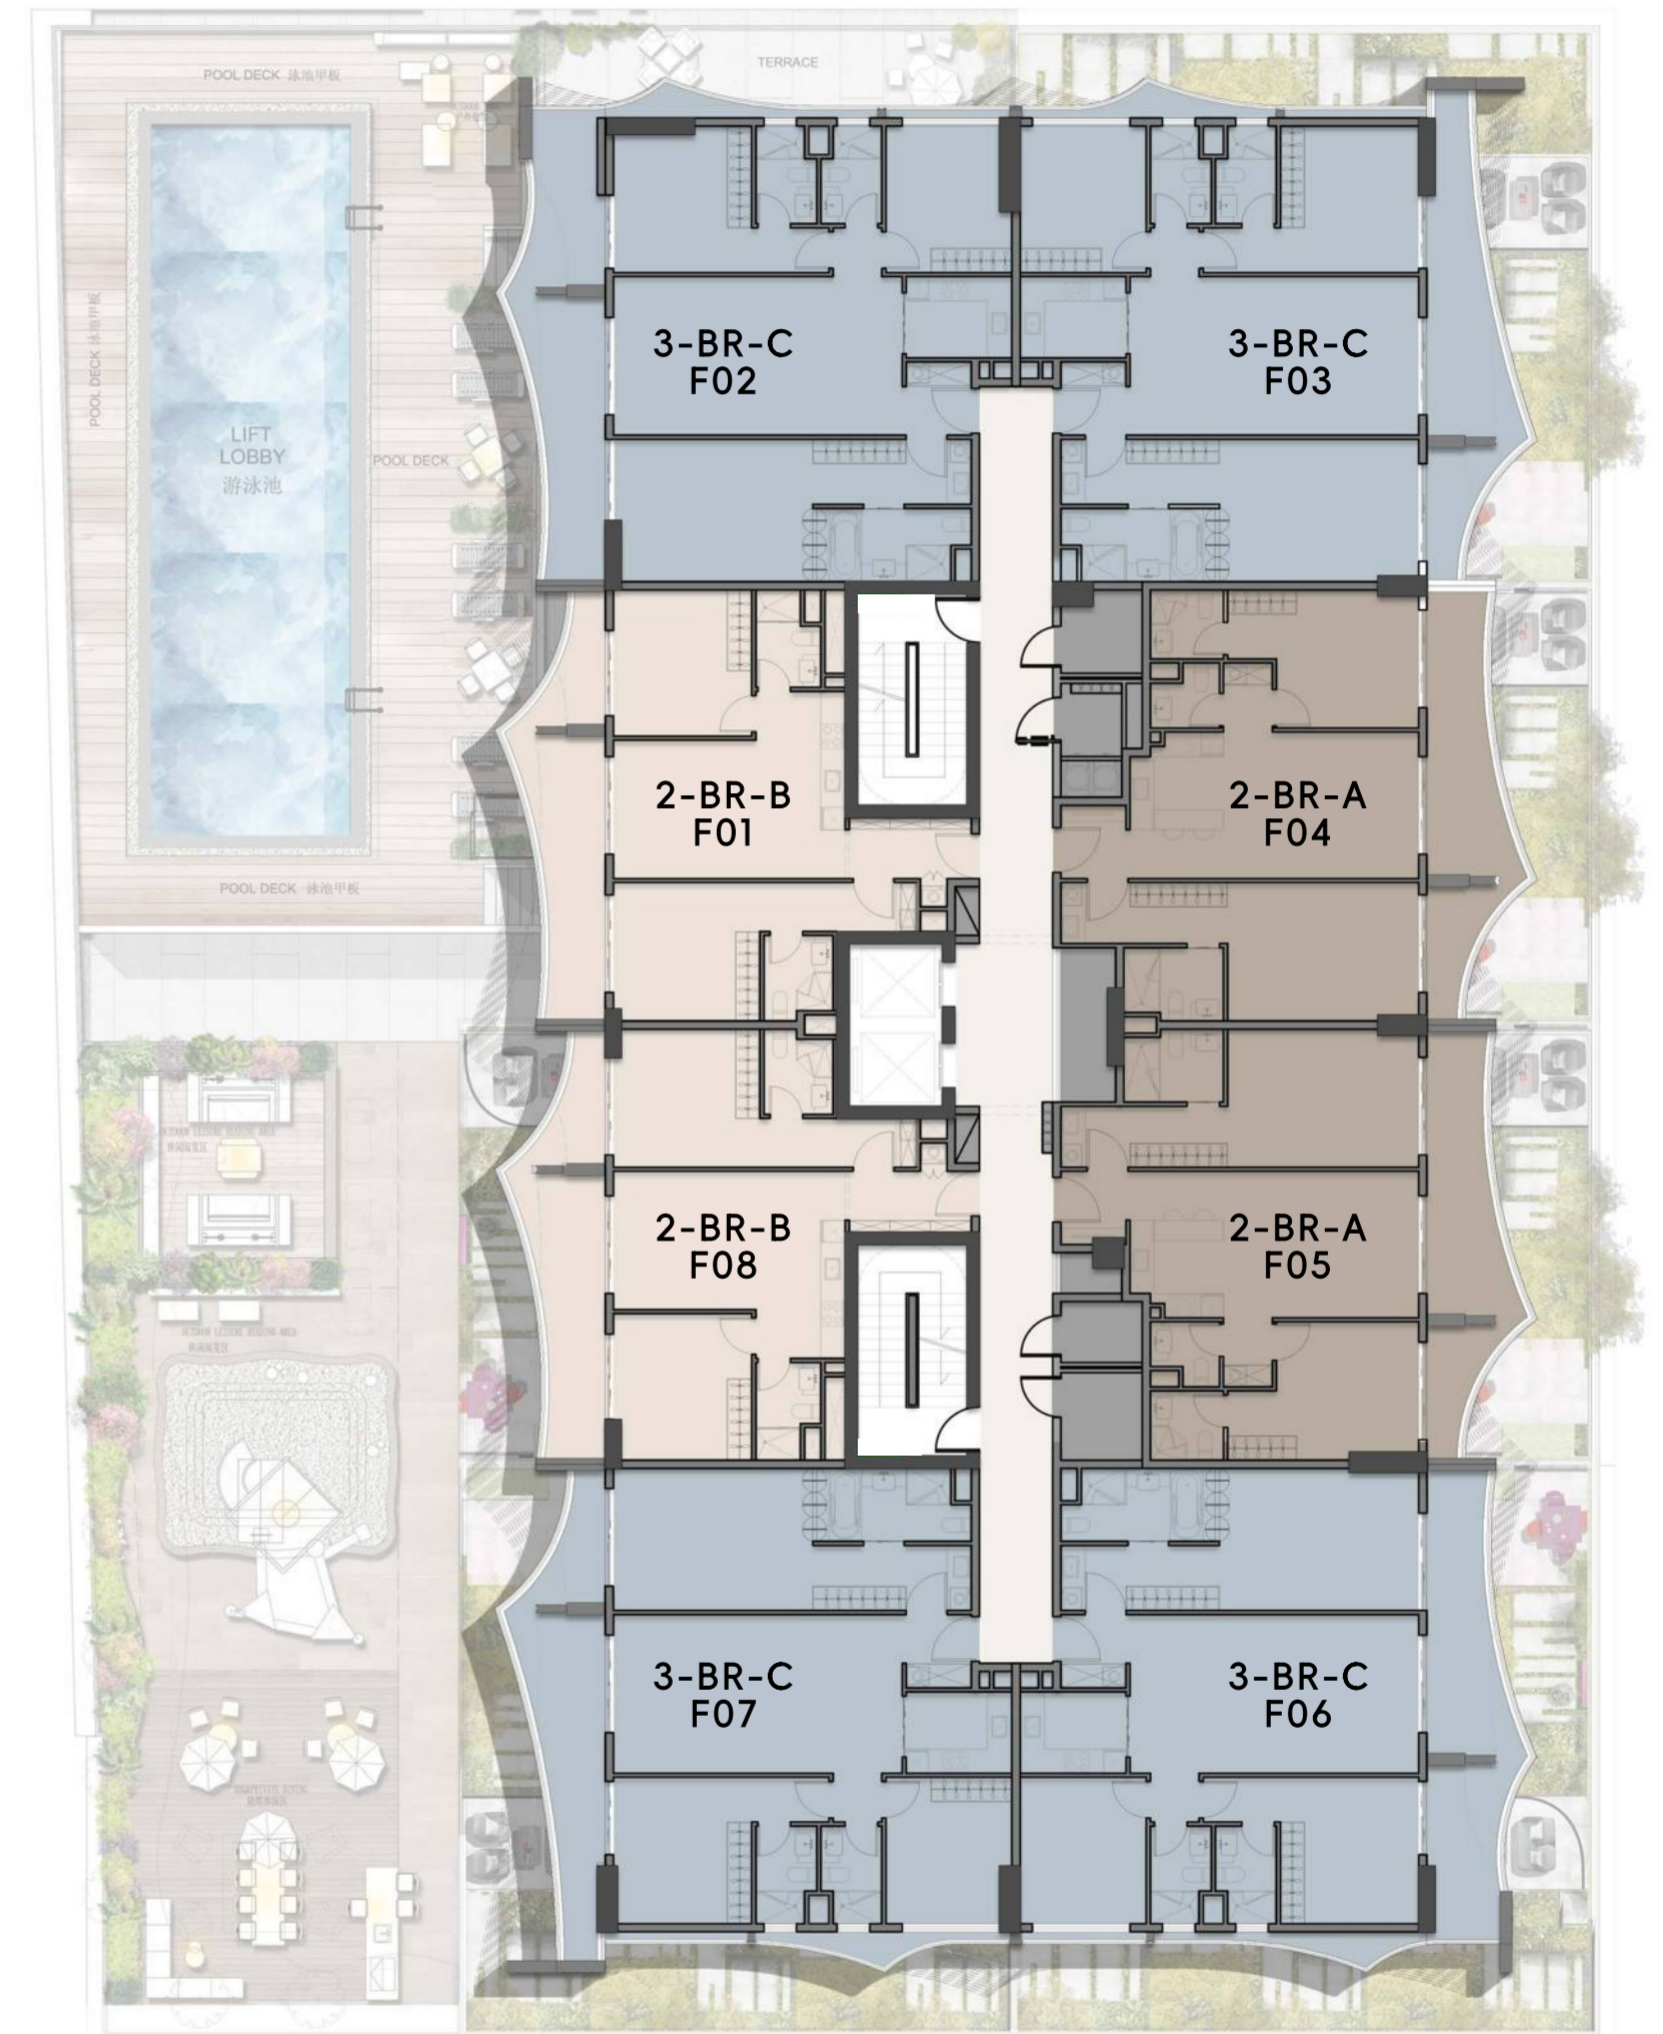 TERRACE
POOL DECK 泳池甲板
POOL DECK 泳池甲板
3-BR-C
F02
3-BR-C
F03
LIFT
LOBBY
游泳池
POOL DECK
2-BR-B
F01
2-BR-A
F04
POOL DECK 泳池甲板
2-BR-B
F08
2-BR-A
F05
3-BR-C
F07
3-BR-C
F06